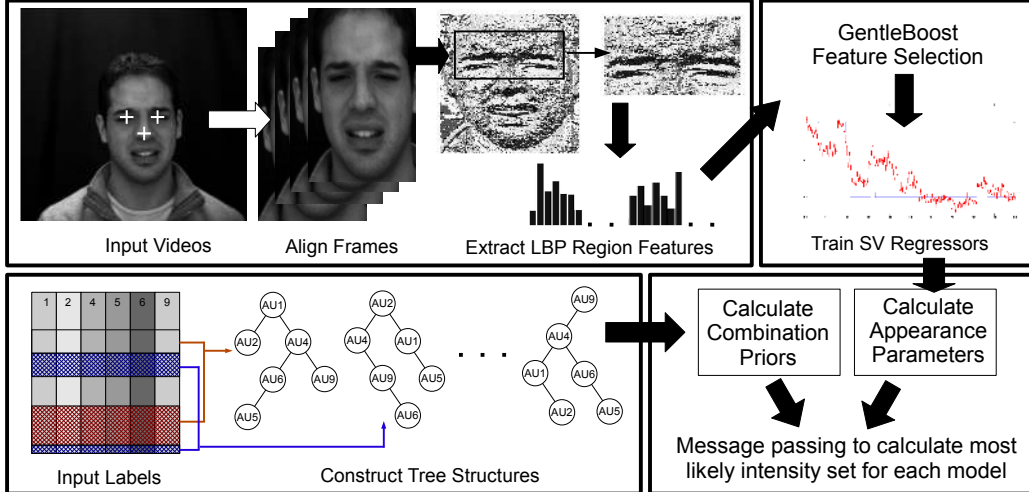 GentleBoost
Feature Selection
Input Videos
Align Frames
Extract LBP Region Features
Train SV Regressors
1 2 4 5 6 9
AU1
AU2
AU4
AU6
AU9
AU5
AU2
AU4
AU1
AU9
AU5
AU6
AU9
AU4
AU1
AU6
AU2
AU5
Input Labels
Construct Tree Structures
Calculate
Combination
Priors
Calculate
Appearance
Parameters
Message passing to calculate most
likely intensity set for each model